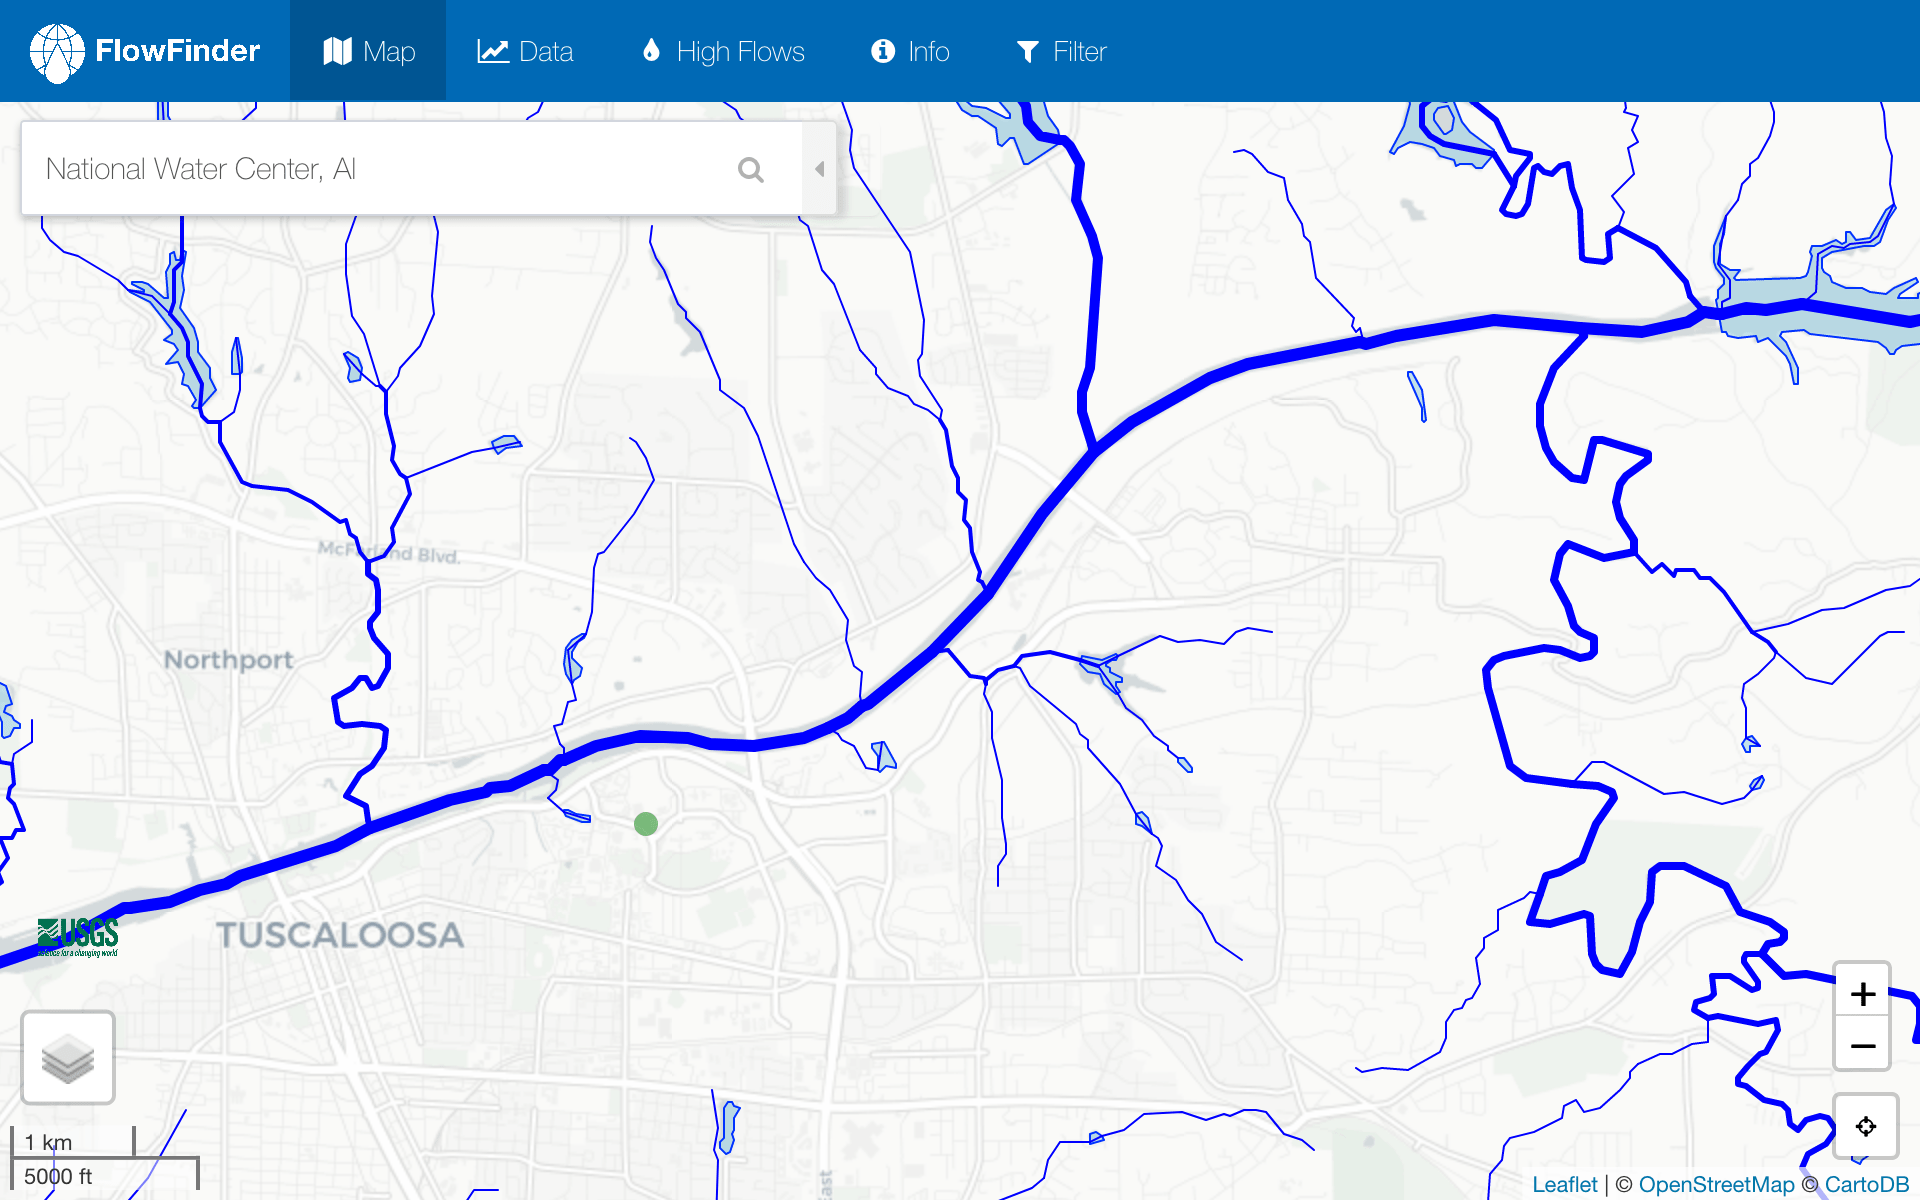 FlowFinder Map Data High Flows Info Filter
National Water Center, Al
McFarland Blvd.
Northport
USGS
science for a changing world
TUSCALOOSA
+
−
1 km
5000 ft
East
Leaflet | © OpenStreetMap © CartoDB